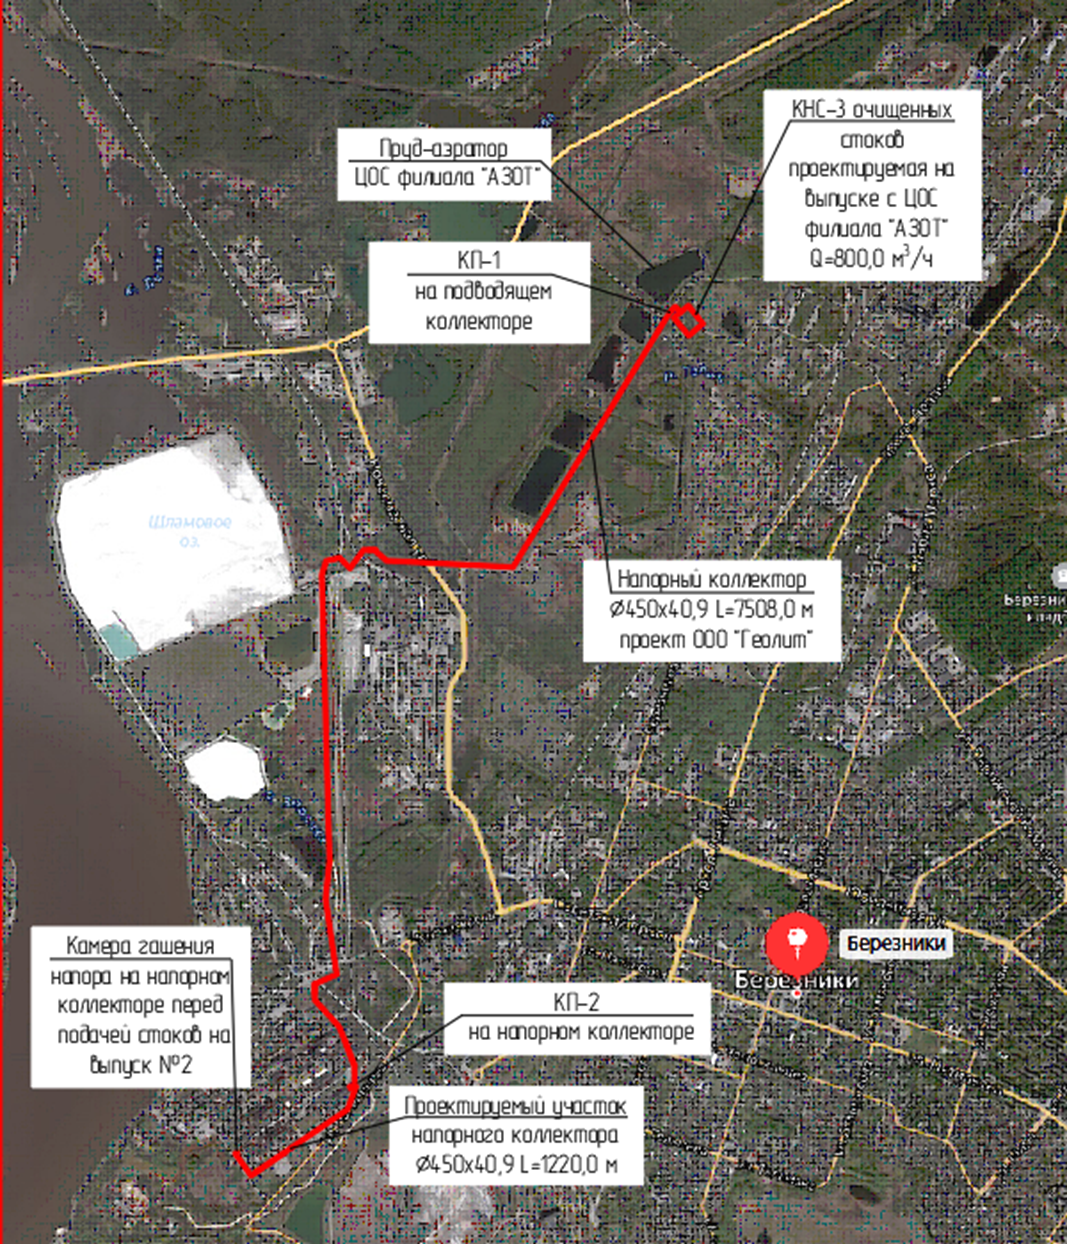 КНС-3 очищенных
стоков
проектируемая на
выпуске с ЦОС
филиала "АЗОТ"
Q=800,0 м³/ч
Пруд-аэратор
ЦОС филиала "АЗОТ"
КП-1
на подводящем
коллекторе
Шламовое
оз.
Напорный коллектор
Ø450х40,9 L=7508,0 м
проект ООО "Геолит"
Березники
Березники
Камера гашения
напора на напорном
коллекторе перед
подачей стоков на
выпуск №2
КП-2
на напорном коллекторе
Проектируемый участок
напорного коллектора
Ø450х40,9 L=1220,0 м